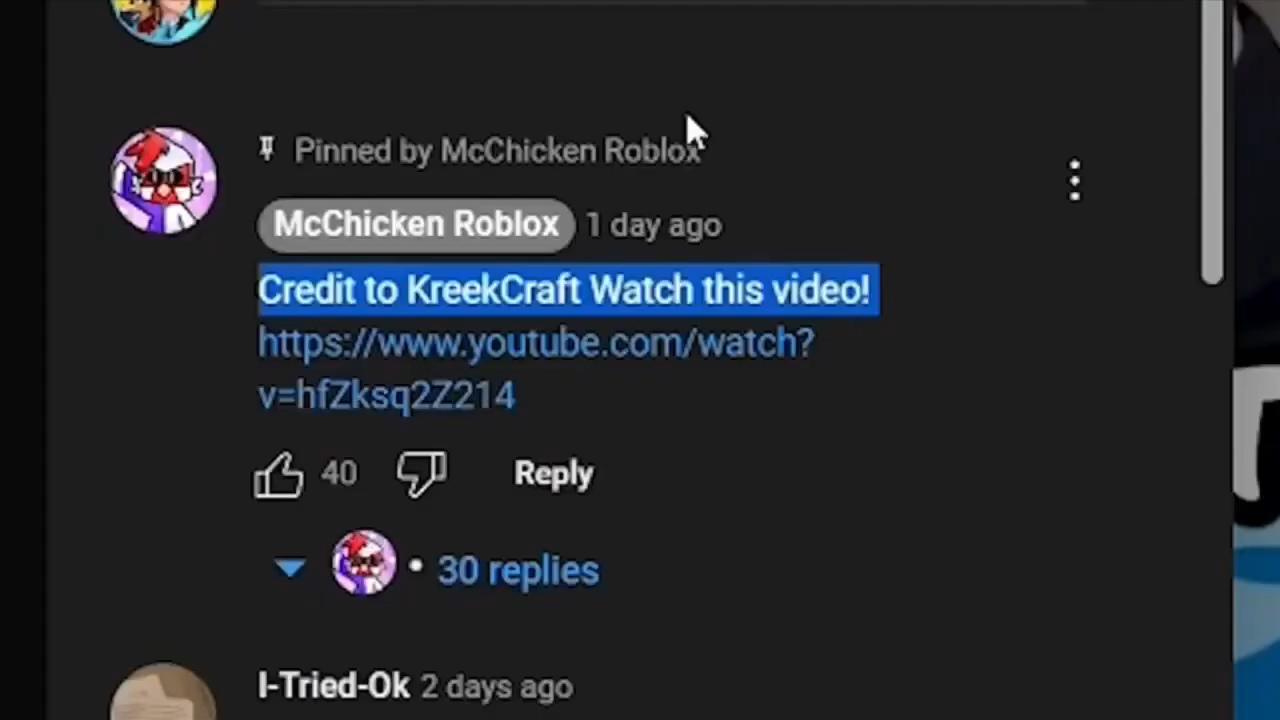 Pinned by McChicken Roblox
McChicken Roblox 1 day ago
Credit to KreekCraft Watch this video!
https://www.youtube.com/watch?
v=hfZksq2Z214
40 Reply
• 30 replies
I-Tried-Ok 2 days ago